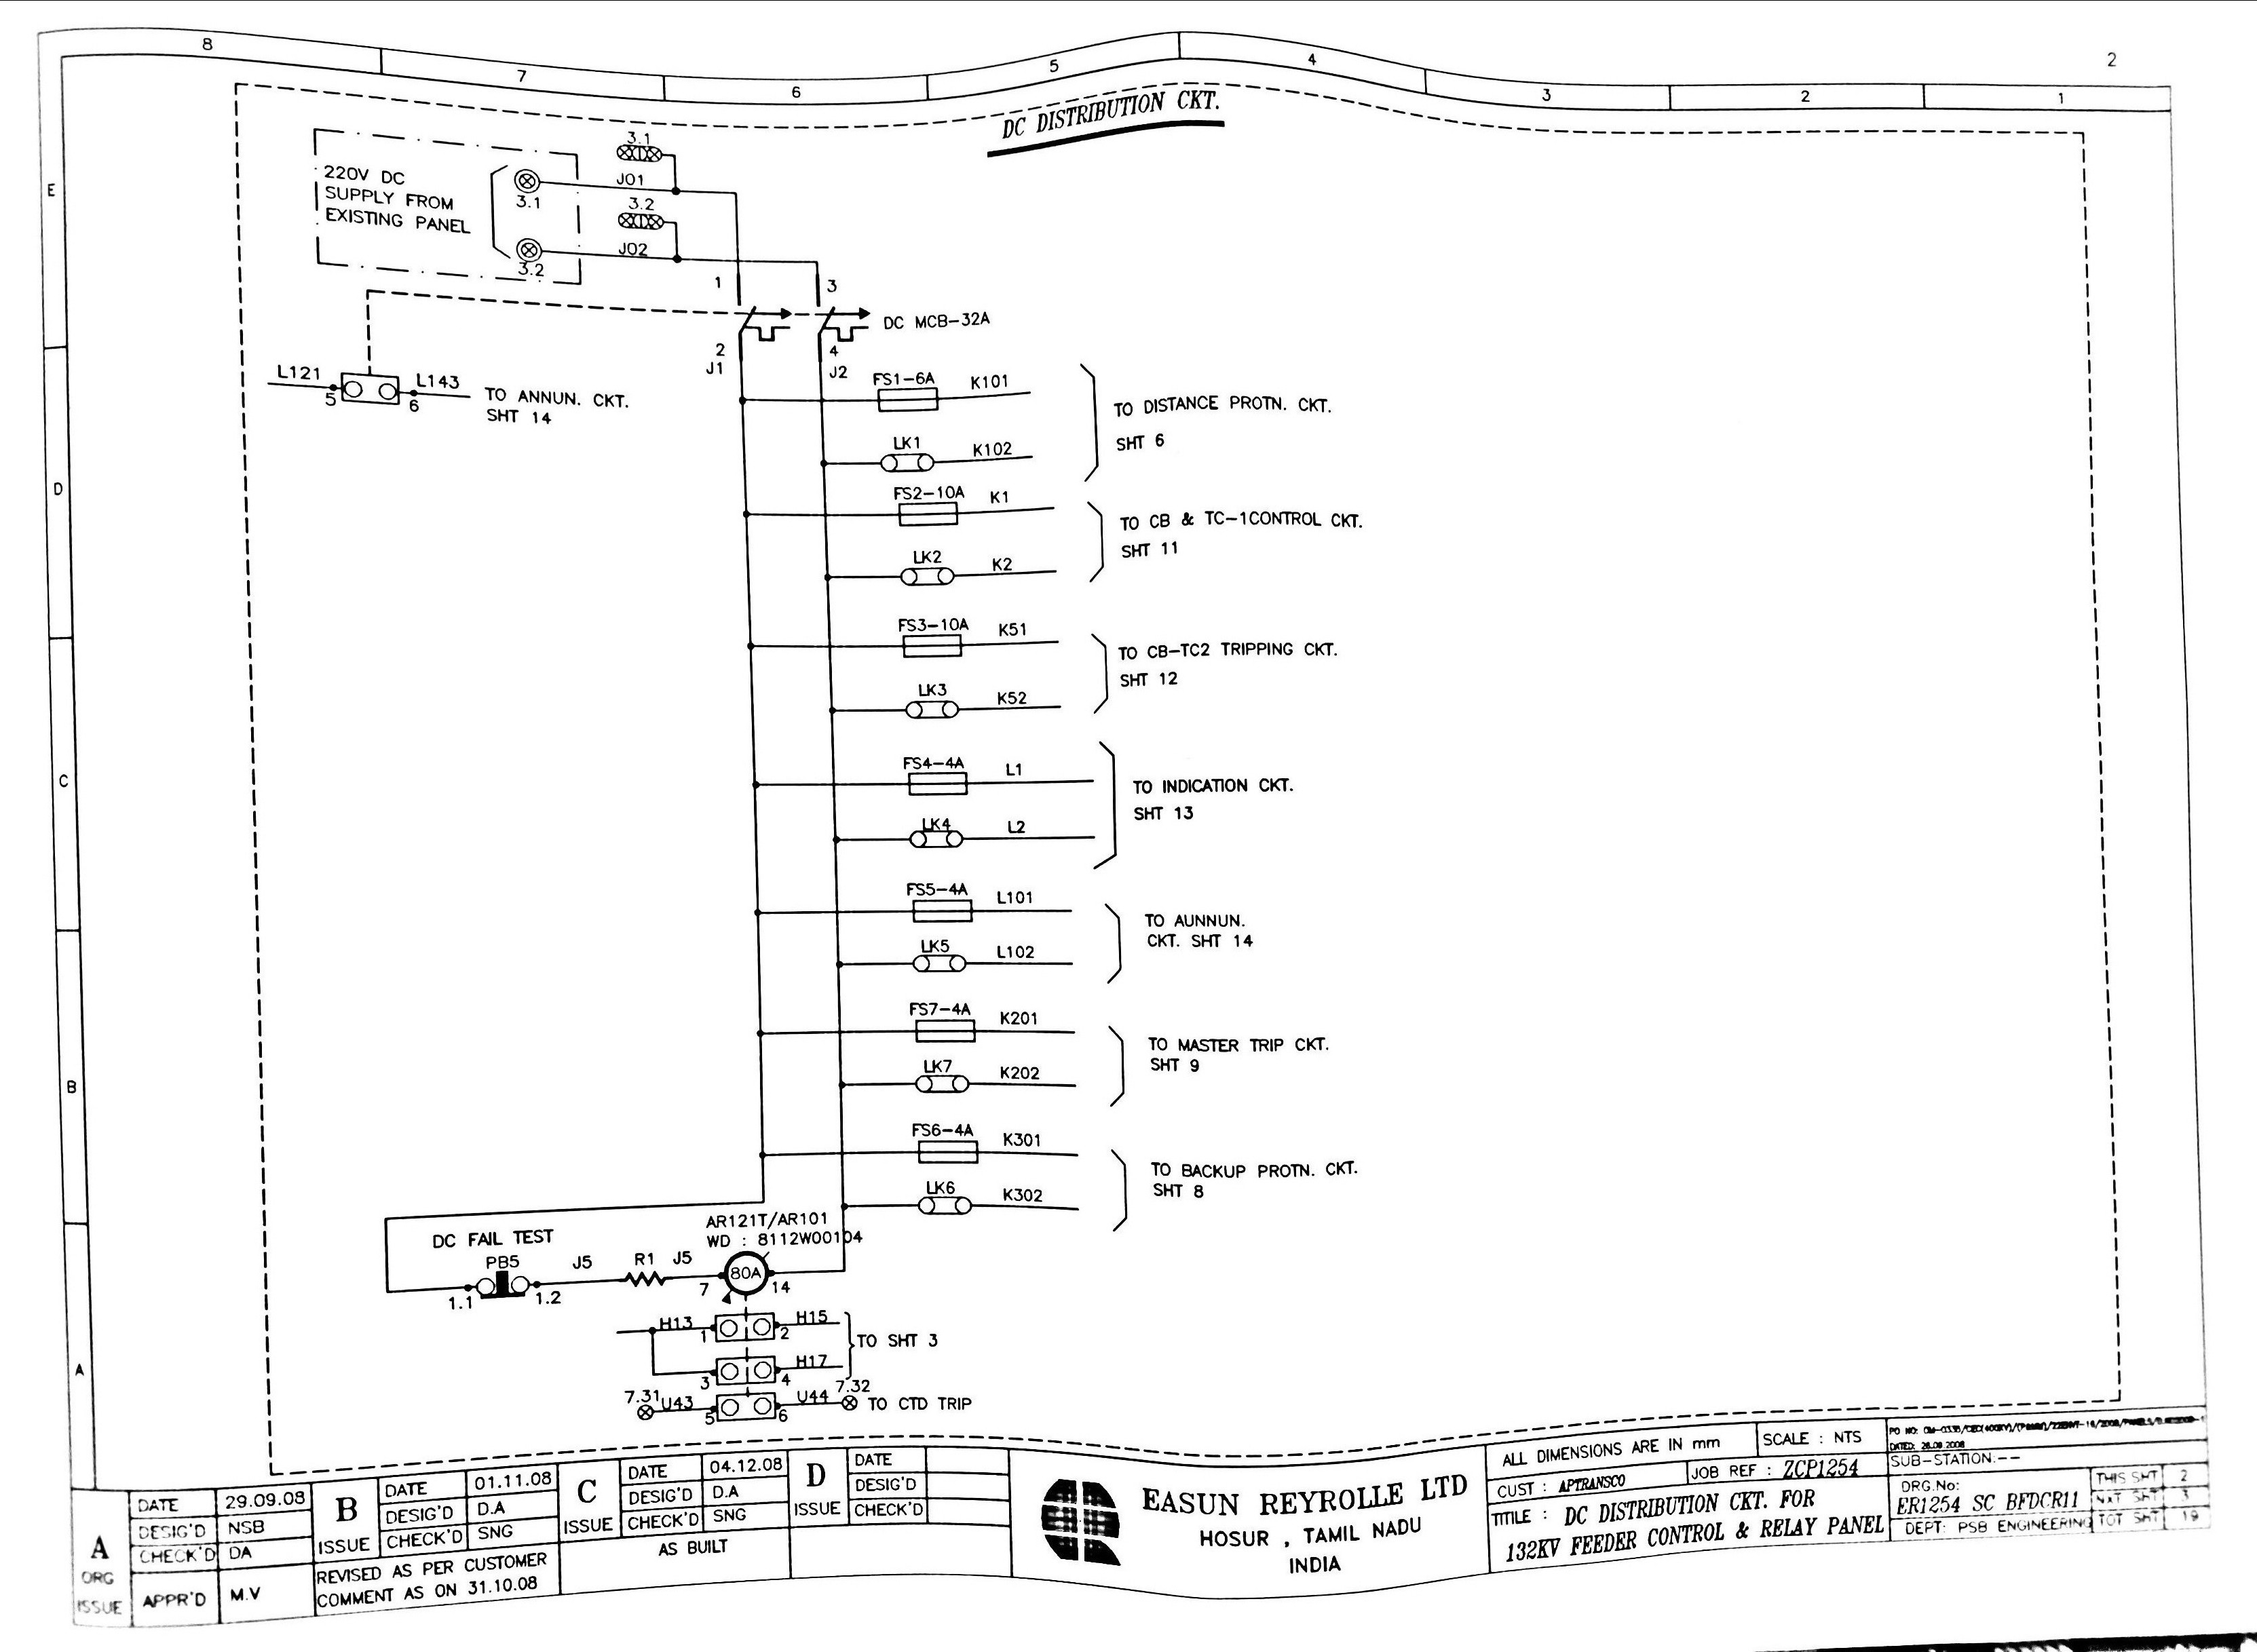 8
7
6
5
4
3
2
1
2
E
D
C
B
A
DC DISTRIBUTION CKT.
220V DC
SUPPLY FROM
EXISTING PANEL
3.1
3.2
3.1
J01
3.2
J02
1
3
DC MCB-32A
2
J1
4
J2
L121
5
L143
6
TO ANNUN. CKT.
SHT 14
FS1-6A
K101
LK1
K102
TO DISTANCE PROTN. CKT.
SHT 6
FS2-10A
K1
LK2
K2
TO CB & TC-1CONTROL CKT.
SHT 11
FS3-10A
K51
LK3
K52
TO CB-TC2 TRIPPING CKT.
SHT 12
FS4-4A
L1
LK4
L2
TO INDICATION CKT.
SHT 13
FS5-4A
L101
LK5
L102
TO AUNNUN.
CKT. SHT 14
FS7-4A
K201
LK7
K202
TO MASTER TRIP CKT.
SHT 9
FS6-4A
K301
LK6
K302
TO BACKUP PROTN. CKT.
SHT 8
DC FAIL TEST
PB5
1.1
1.2
J5
R1
J5
AR121T/AR101
WD : 8112W00104
7
80A
14
H13
1
2
H15
3
4
H17
TO SHT 3
7.31
U43
5
6
U44
7.32
TO CTD TRIP
A
ORG
ISSUE
DATE
29.09.08
DESIG'D
NSB
CHECK'D
DA
APPR'D
M.V
B
ISSUE
DATE
01.11.08
DESIG'D
D.A
CHECK'D
SNG
REVISED AS PER CUSTOMER
COMMENT AS ON 31.10.08
C
ISSUE
DATE
04.12.08
DESIG'D
D.A
CHECK'D
SNG
AS BUILT
D
ISSUE
DATE
DESIG'D
CHECK'D
EASUN REYROLLE LTD
HOSUR , TAMIL NADU
INDIA
ALL DIMENSIONS ARE IN mm
SCALE : NTS
CUST : APTRANSCO
JOB REF : ZCP1254
TITILE : DC DISTRIBUTION CKT. FOR
132KV FEEDER CONTROL & RELAY PANEL
PO NO:
DATED: 26.09.2008
SUB-STATION:--
DRG.No:
ER1254 SC BFDCR11
DEPT: PSB ENGINEERING
THIS SHT 2
NXT SHT 3
TOT SHT 19